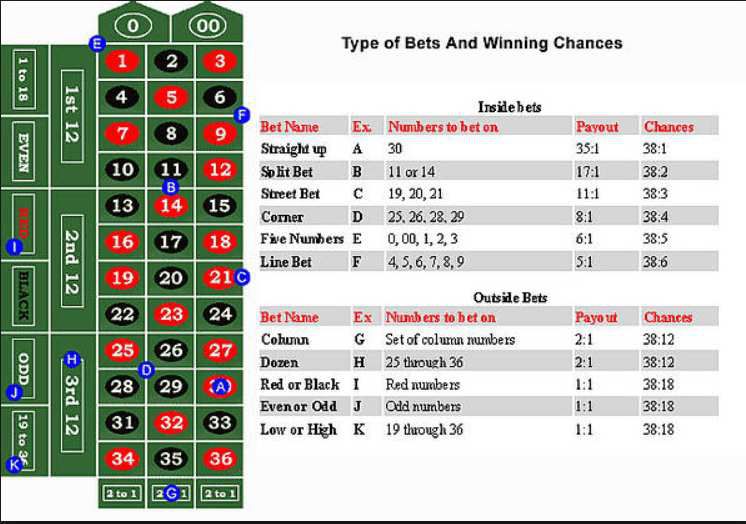 Type of Bets And Winning Chances
Inside bets
Bet Name Ex. Numbers to bet on Payout Chances
Straight up A 30 35:1 38:1
Split Bet B 11 or 14 17:1 38:2
Street Bet C 19, 20, 21 11:1 38:3
Corner D 25, 26, 28, 29 8:1 38:4
Five Numbers E 0, 00, 1, 2, 3 6:1 38:5
Line Bet F 4, 5, 6, 7, 8, 9 5:1 38:6
Outside Bets
Bet Name Ex Numbers to bet on Payout Chances
Column G Set of column numbers 2:1 38:12
Dozen H 25 through 36 2:1 38:12
Red or Black I Red numbers 1:1 38:18
Even or Odd J Odd numbers 1:1 38:18
Low or High K 19 through 36 1:1 38:18
0 00
E
1 2 3
4 5 6
F
7 8 9
10 11 12
B
13 14 15
16 17 18
19 20 21 C
22 23 24
25 26 27
D
28 29 A
31 32 33
34 35 36
2 to 1 G 2 to 1
1st 12
2nd 12
H 3rd 12
1 to 18
EVEN
RED
I
BLACK
ODD
J
19 to 36
K